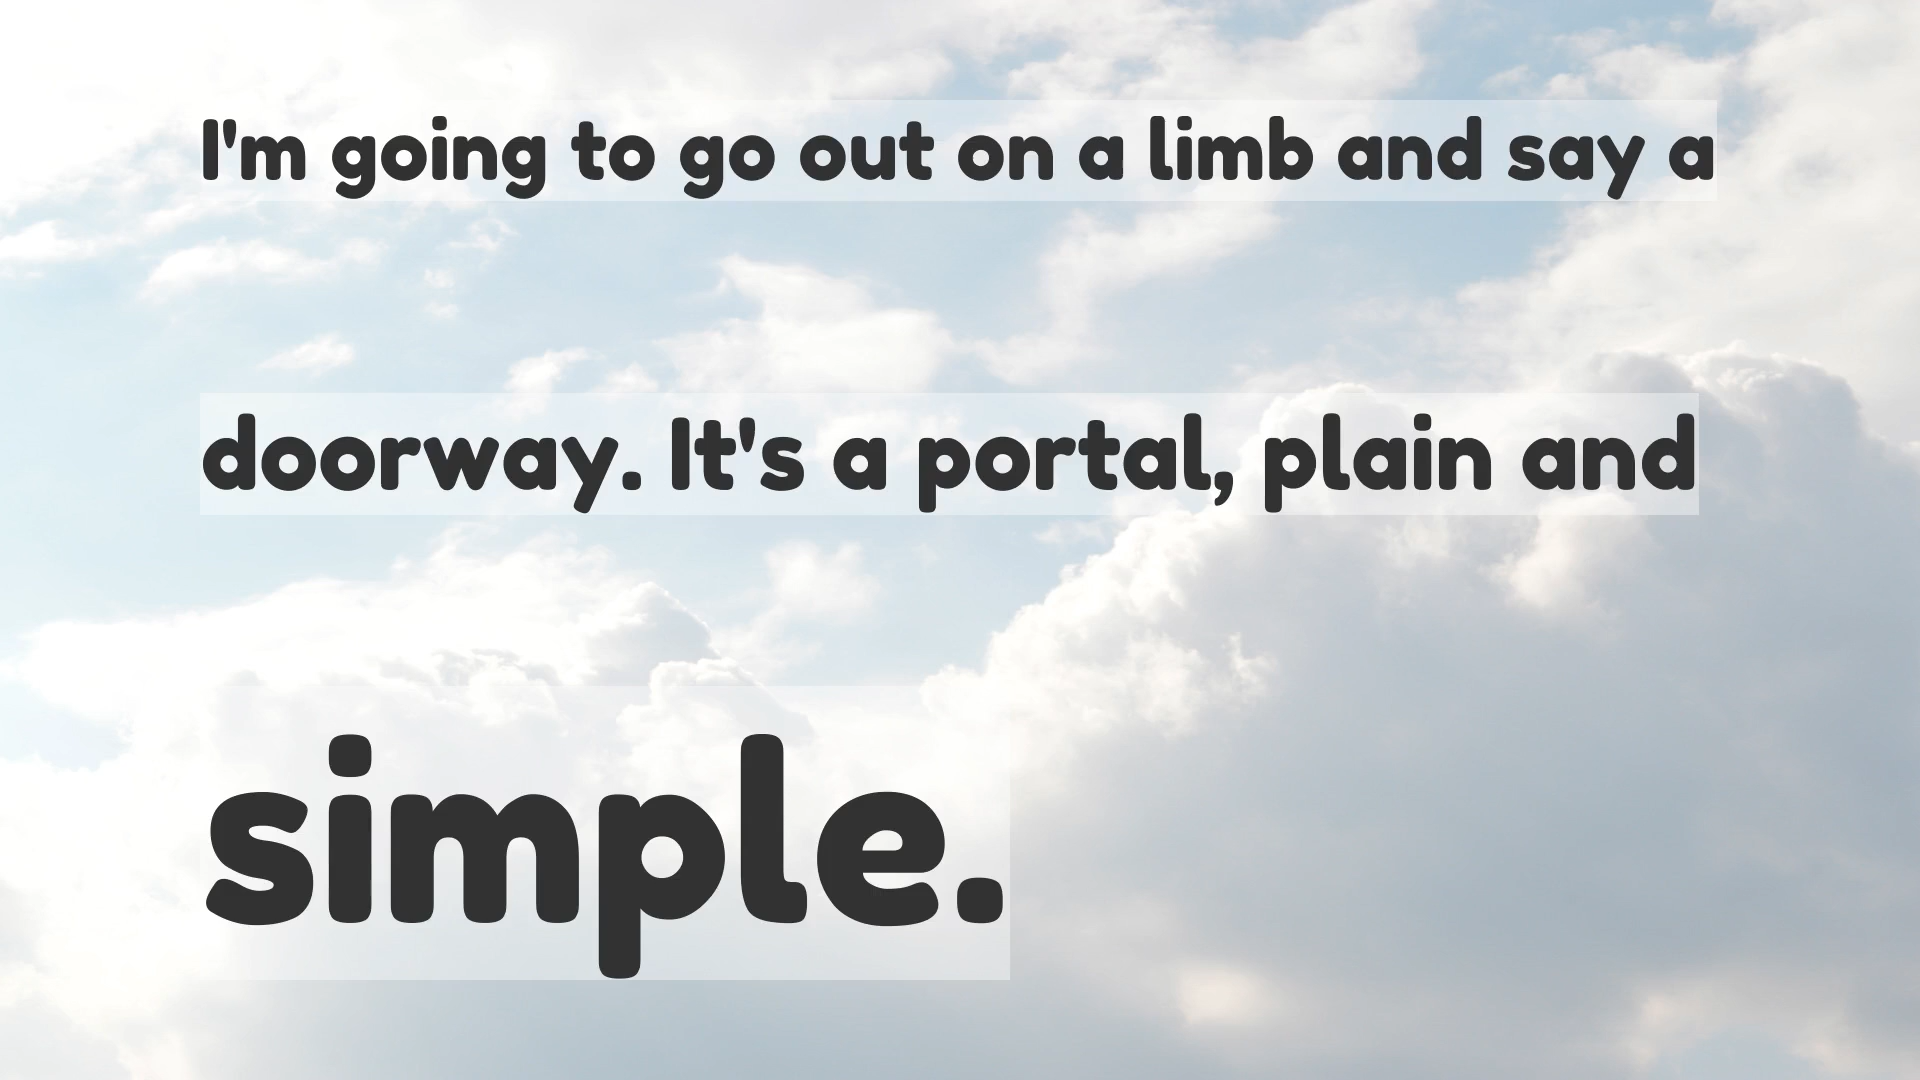 I'm going to go out on a limb and say a
doorway. It's a portal, plain and
simple.